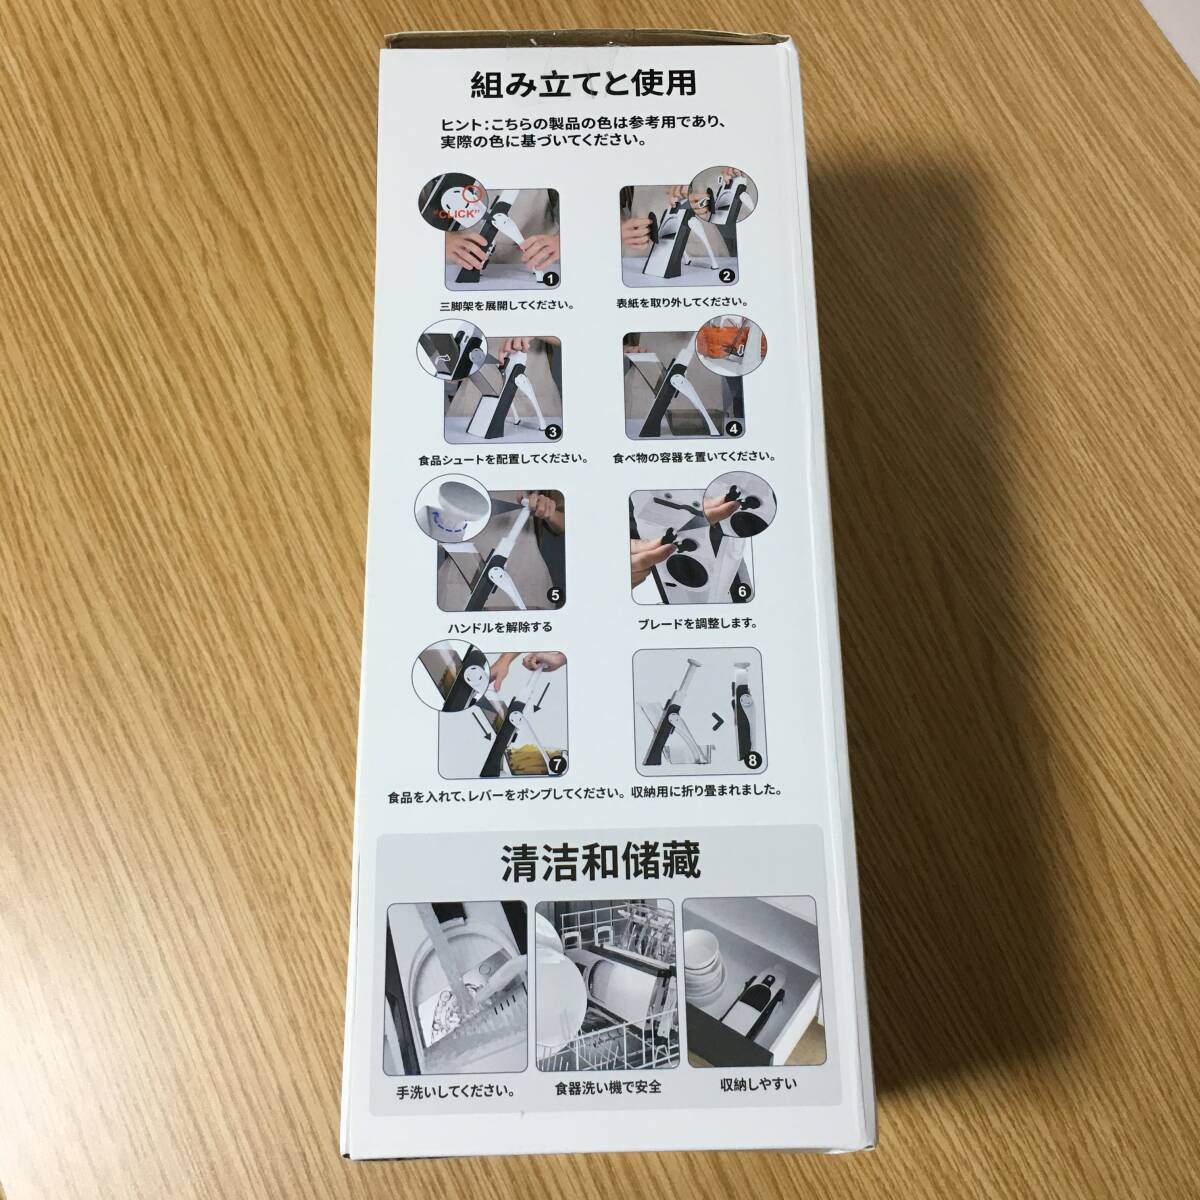 組み立てと使用
ヒント:こちらの製品の色は参考用であり、
実際の色に基づいてください。
"CLICK"
1
2
三脚架を展開してください。
表紙を取り外してください。
3
4
食品シュートを配置してください。
食べ物の容器を置いてください。
5
6
ハンドルを解除する
ブレードを調整します。
7
8
食品を入れて、レバーをポンプしてください。
収納用に折り畳まれました。
清洁和储藏
手洗いしてください。
食器洗い機で安全
収納しやすい